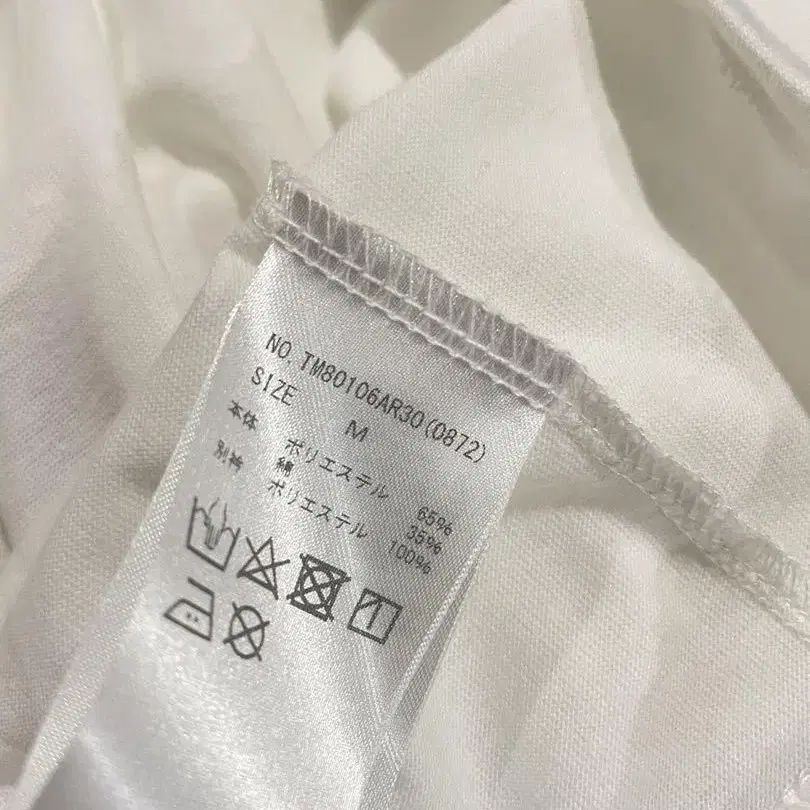 NO TM80106AR30(0872)
SIZE M
本体 ポリエステル 65%
綿 35%
別衿 ポリエステル 100%